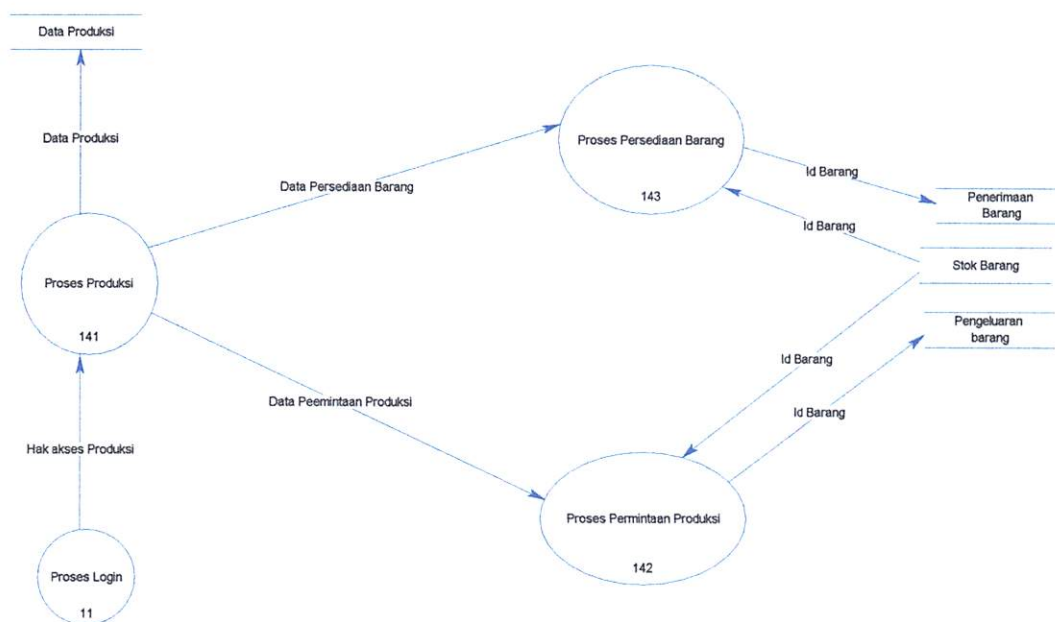 Data Produksi
Data Produksi
Proses Persediaan Barang
143
Data Persediaan Barang
Id Barang
Penerimaan
Barang
Id Barang
Stok Barang
Proses Produksi
141
Pengeluaran
barang
Id Barang
Data Peemintaan Produksi
Id Barang
Hak akses Produksi
Proses Permintaan Produksi
142
Proses Login
11